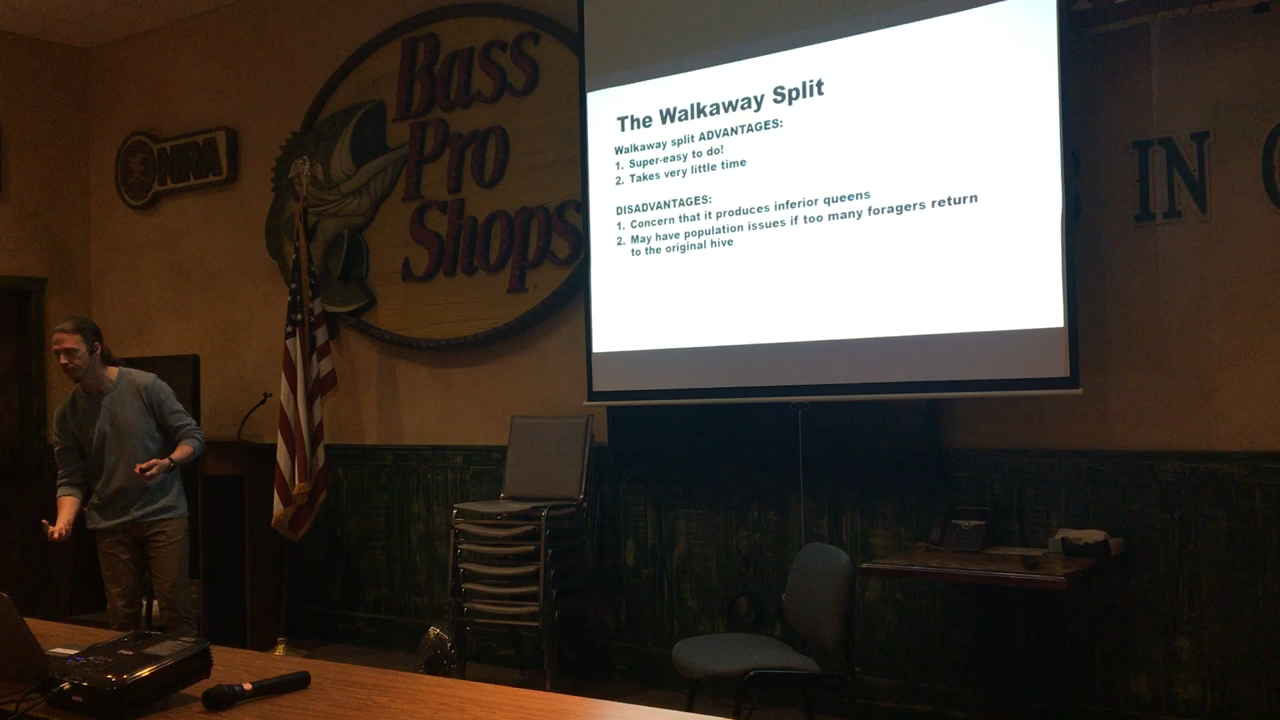 NRA
Bass
Pro
Shops
The Walkaway Split
Walkaway split ADVANTAGES:
1. Super-easy to do!
2. Takes very little time
DISADVANTAGES:
1. Concern that it produces inferior queens
2. May have population issues if too many foragers return
to the original hive
IN